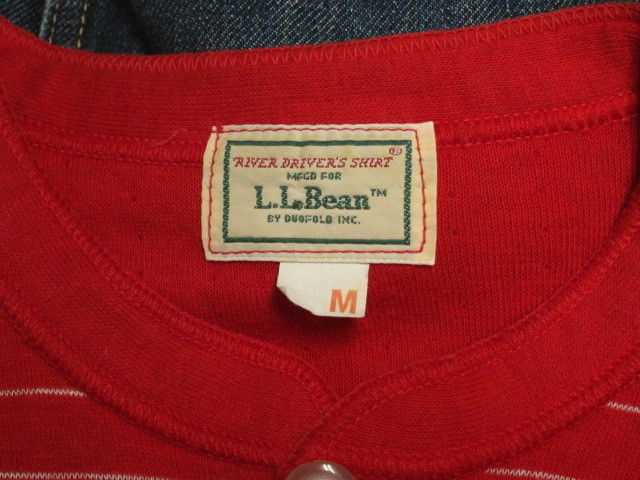 RIVER DRIVER'S SHIRT ®
MFGD FOR
L.L.Bean™
BY DUOFOLD INC.
M